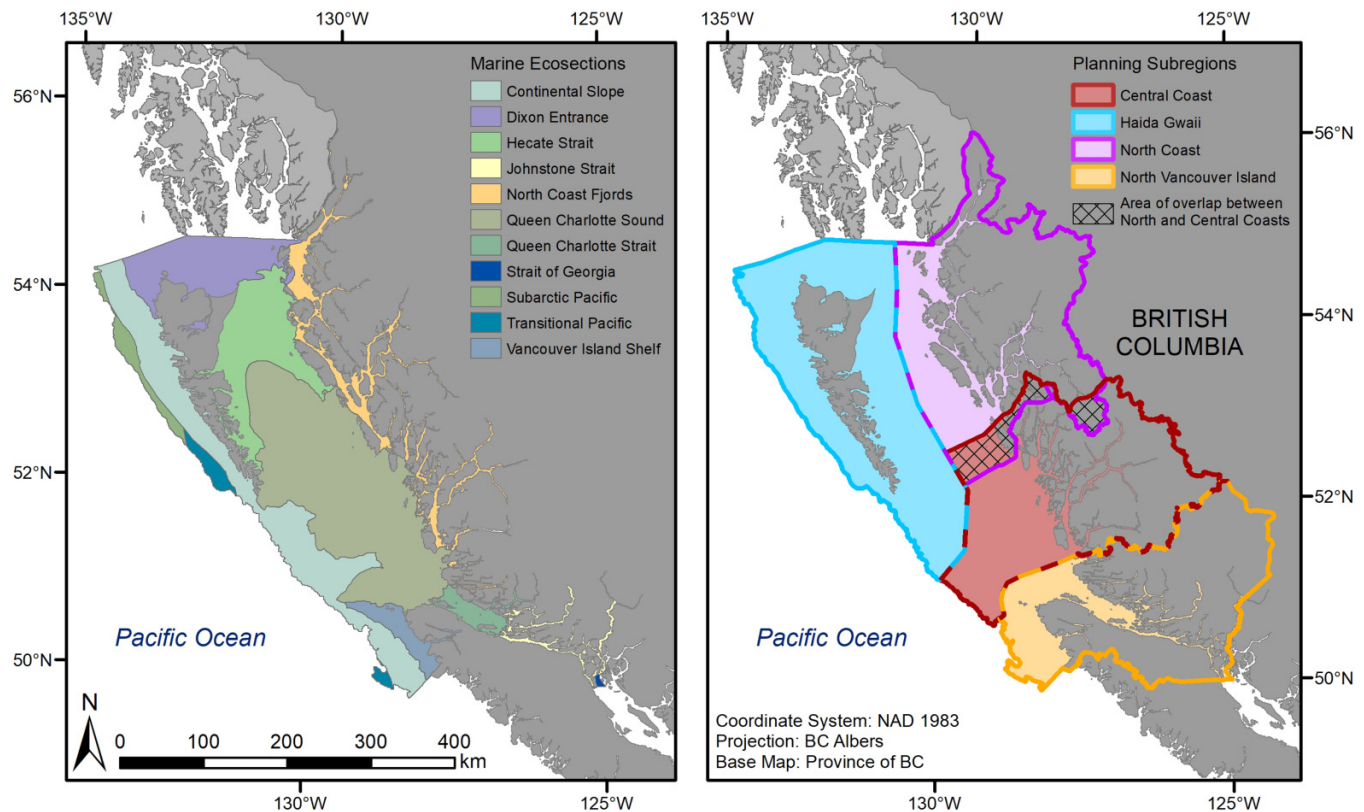 135°W
130°W
125°W
56°N
54°N
52°N
50°N
130°W
125°W
Marine Ecosections
Continental Slope
Dixon Entrance
Hecate Strait
Johnstone Strait
North Coast Fjords
Queen Charlotte Sound
Queen Charlotte Strait
Strait of Georgia
Subarctic Pacific
Transitional Pacific
Vancouver Island Shelf
Pacific Ocean
N
0 100 200 300 400
km
135°W
130°W
125°W
56°N
54°N
52°N
50°N
130°W
125°W
Planning Subregions
Central Coast
Haida Gwaii
North Coast
North Vancouver Island
Area of overlap between
North and Central Coasts
BRITISH
COLUMBIA
Pacific Ocean
Coordinate System: NAD 1983
Projection: BC Albers
Base Map: Province of BC